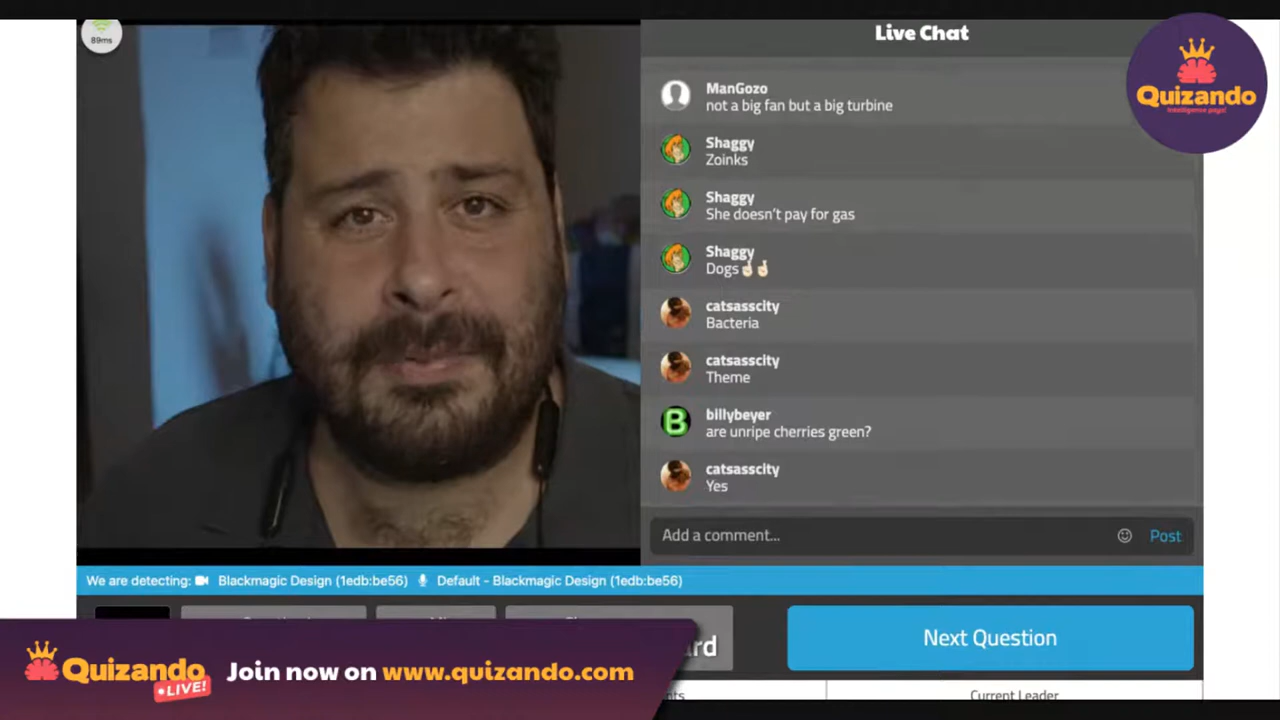 89ms
Live Chat
ManGozo
not a big fan but a big turbine
Shaggy
Zoinks
Shaggy
She doesn't pay for gas
Shaggy
Dogs🤞🏻🤞🏻
catsasscity
Bacteria
catsasscity
Theme
billybeyer
are unripe cherries green?
catsasscity
Yes
Add a comment...
Post
Quizando
intelligence pays!
We are detecting: Blackmagic Design (1edb:be56) Default - Blackmagic Design (1edb:be56)
Next Question
Current Leader
Quizando
LIVE!
Join now on www.quizando.com